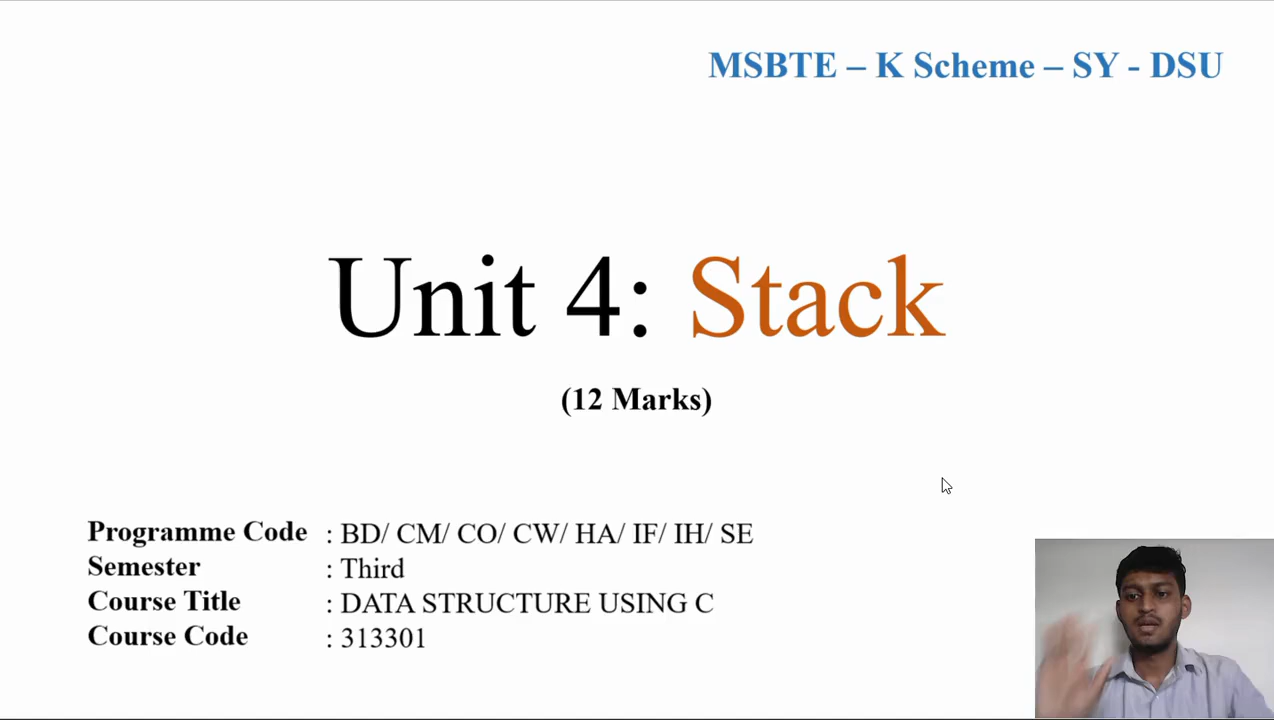 MSBTE – K Scheme – SY - DSU
Unit 4: Stack
(12 Marks)
Programme Code : BD/ CM/ CO/ CW/ HA/ IF/ IH/ SE
Semester : Third
Course Title : DATA STRUCTURE USING C
Course Code : 313301